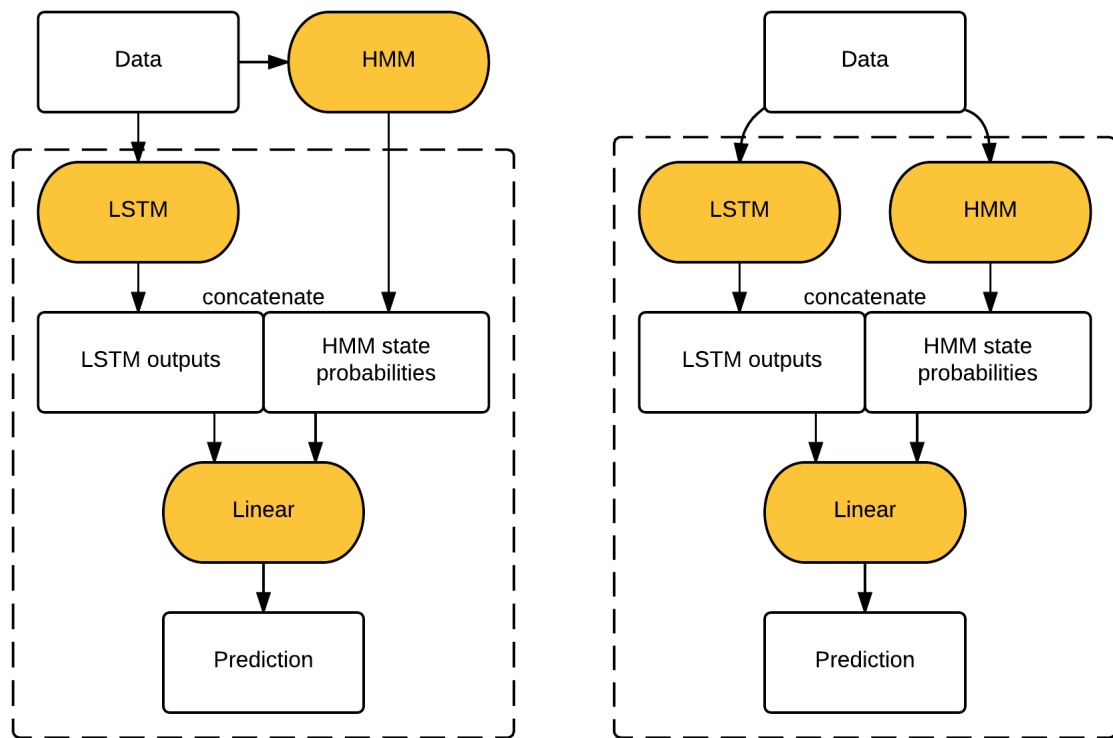 Data
HMM
LSTM
concatenate
LSTM outputs
HMM state
probabilities
Linear
Prediction
Data
LSTM
HMM
concatenate
LSTM outputs
HMM state
probabilities
Linear
Prediction